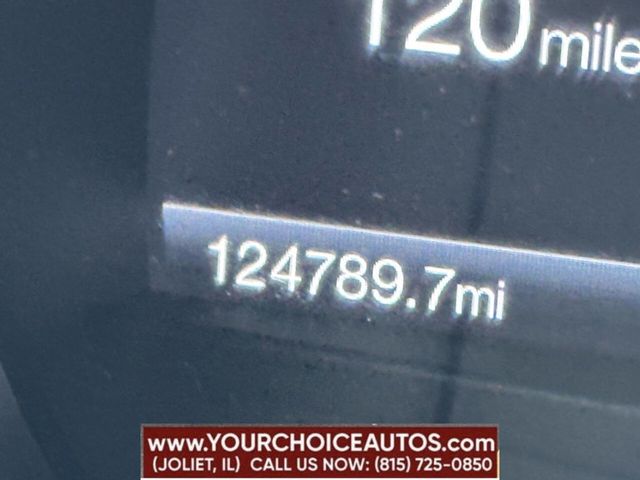 120 mile
124789.7mi
www.YOURCHOICEAUTOS.com
(JOLIET, IL) CALL US NOW: (815) 725-0850